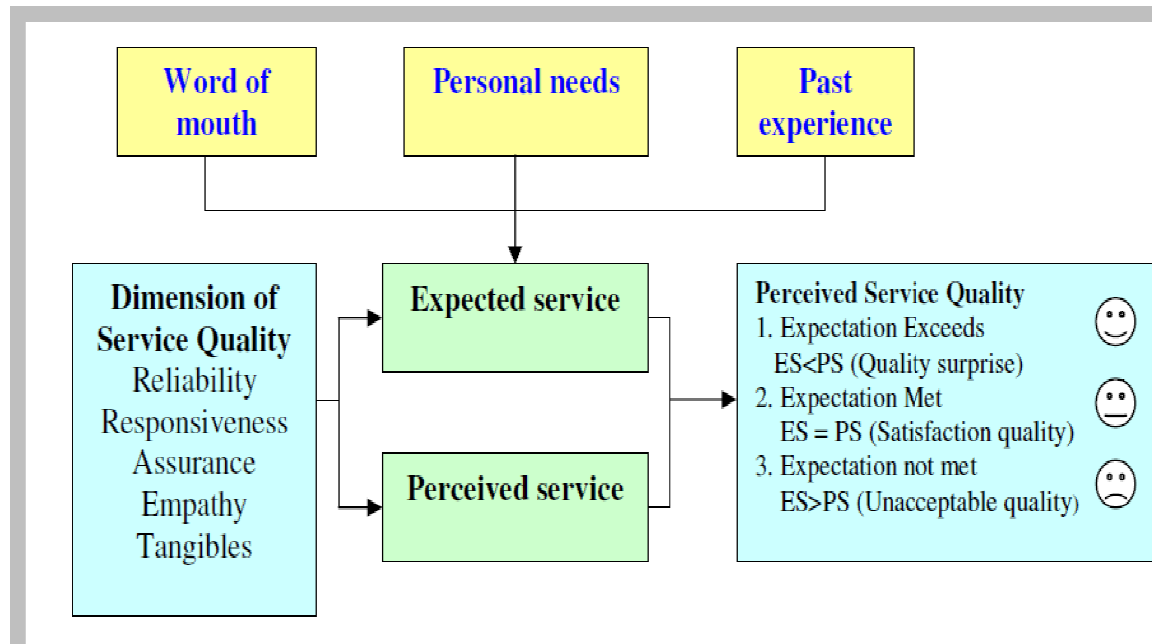 Word of
mouth
Personal needs
Past
experience
Dimension of
Service Quality
Reliability
Responsiveness
Assurance
Empathy
Tangibles
Expected service
Perceived service
Perceived Service Quality
1. Expectation Exceeds
ES<PS (Quality surprise)
2. Expectation Met
ES = PS (Satisfaction quality)
3. Expectation not met
ES>PS (Unacceptable quality)